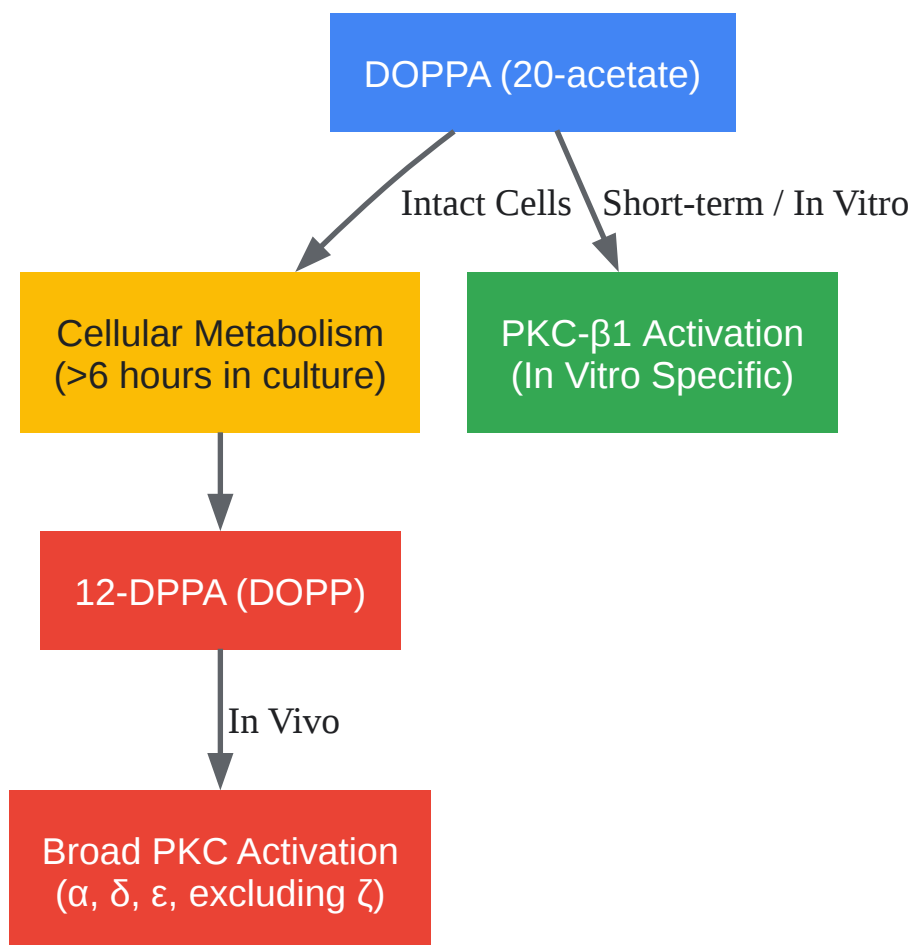 DOPPA (20-acetate)
Intact Cells
Short-term / In Vitro
Cellular Metabolism
(>6 hours in culture)
PKC-β1 Activation
(In Vitro Specific)
12-DPPA (DOPP)
In Vivo
Broad PKC Activation
(α, δ, ε, excluding ζ)